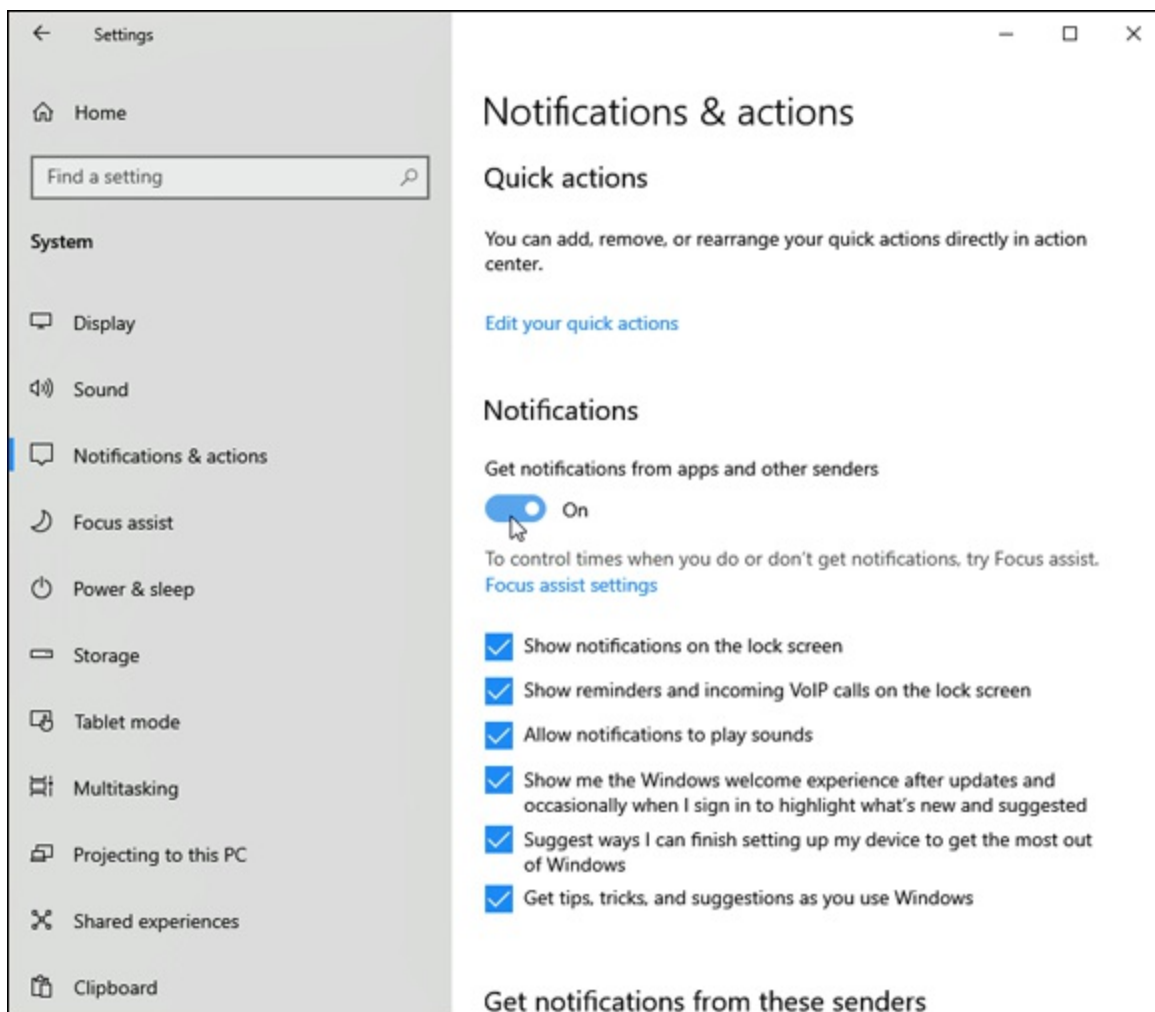 Settings
Home
Find a setting
System
Display
Sound
Notifications & actions
Focus assist
Power & sleep
Storage
Tablet mode
Multitasking
Projecting to this PC
Shared experiences
Clipboard
Notifications & actions
Quick actions
You can add, remove, or rearrange your quick actions directly in action
center.
Edit your quick actions
Notifications
Get notifications from apps and other senders
On
To control times when you do or don't get notifications, try Focus assist.
Focus assist settings
Show notifications on the lock screen
Show reminders and incoming VoIP calls on the lock screen
Allow notifications to play sounds
Show me the Windows welcome experience after updates and
occasionally when I sign in to highlight what's new and suggested
Suggest ways I can finish setting up my device to get the most out
of Windows
Get tips, tricks, and suggestions as you use Windows
Get notifications from these senders